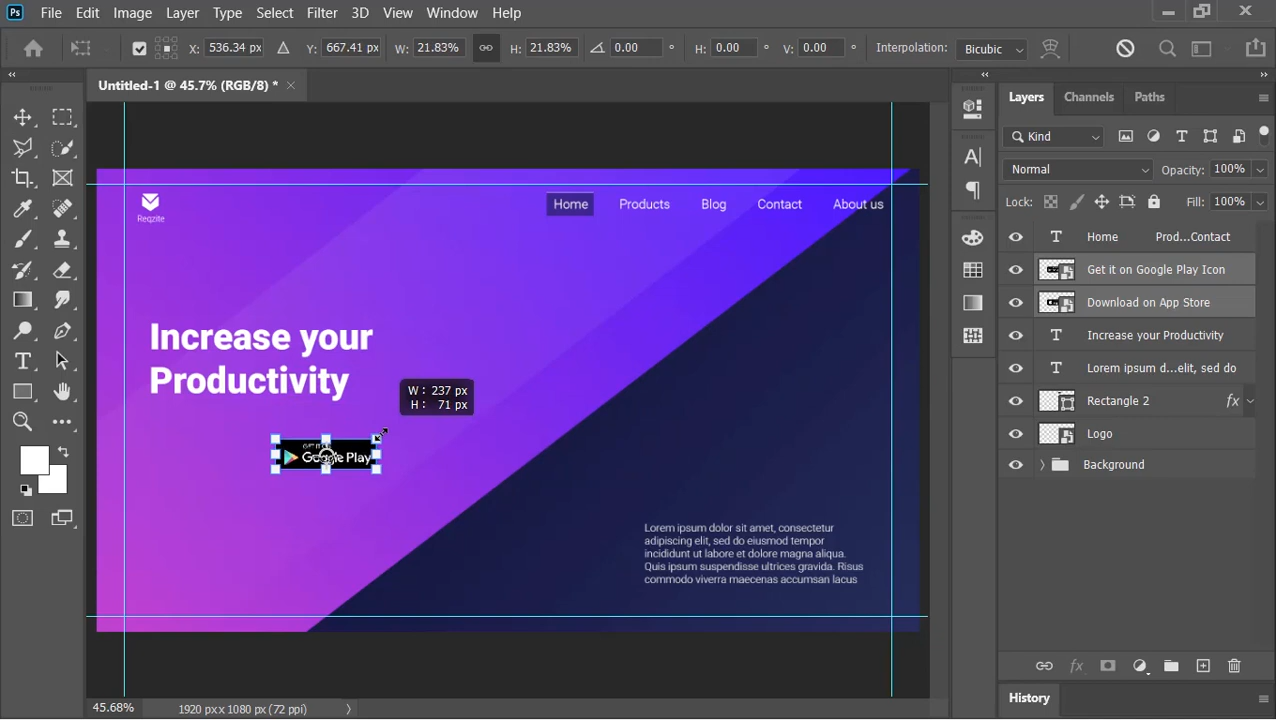 Ps File Edit Image Layer Type Select Filter 3D View Window Help
X: 536.34 px Y: 667.41 px W: 21.83% H: 21.83% 0.00 ° H: 0.00 ° V: 0.00 ° Interpolation: Bicubic
Untitled-1 @ 45.7% (RGB/8) *
Layers Channels Paths
Kind
Normal Opacity: 100%
Lock: Fill: 100%
Home Prod...Contact
Get it on Google Play Icon
Download on App Store
Increase your Productivity
Lorem ipsum d...elit, sed do
Rectangle 2 fx
Logo
Background
fx
History
Reqzite
Home Products Blog Contact About us
Increase your
Productivity
W: 237 px
H: 71 px
Google Play
Lorem ipsum dolor sit amet, consectetur
adipiscing elit, sed do eiusmod tempor
incididunt ut labore et dolore magna aliqua.
Quis ipsum suspendisse ultrices gravida. Risus
commodo viverra maecenas accumsan lacus
45.68% 1920 px x 1080 px (72 ppi)